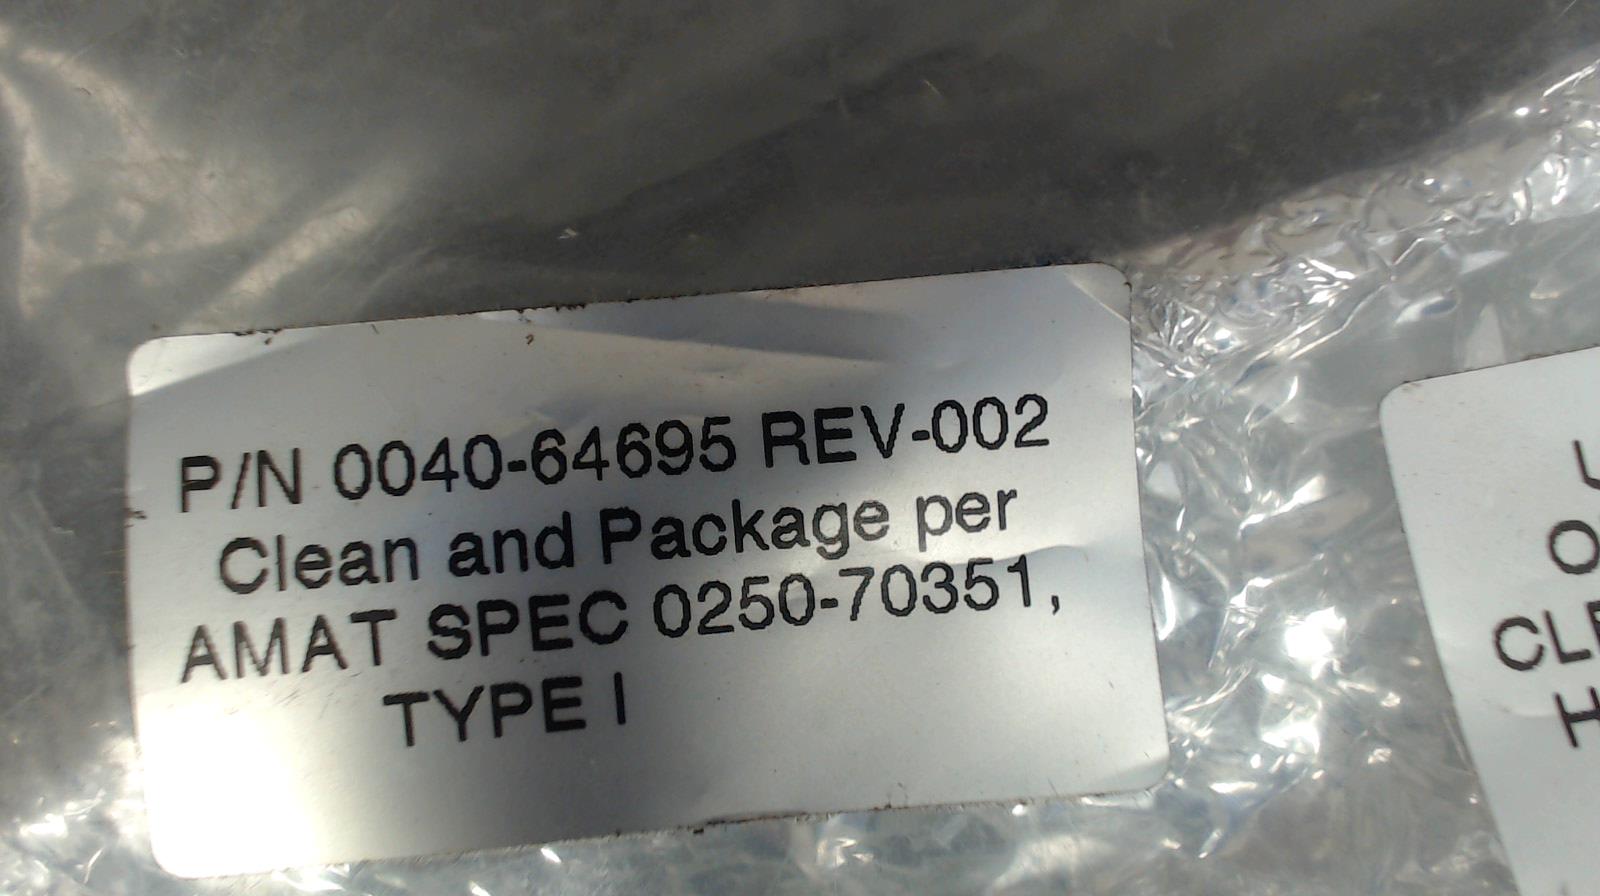 P/N 0040-64695 REV-002
Clean and Package per
AMAT SPEC 0250-70351,
TYPE I